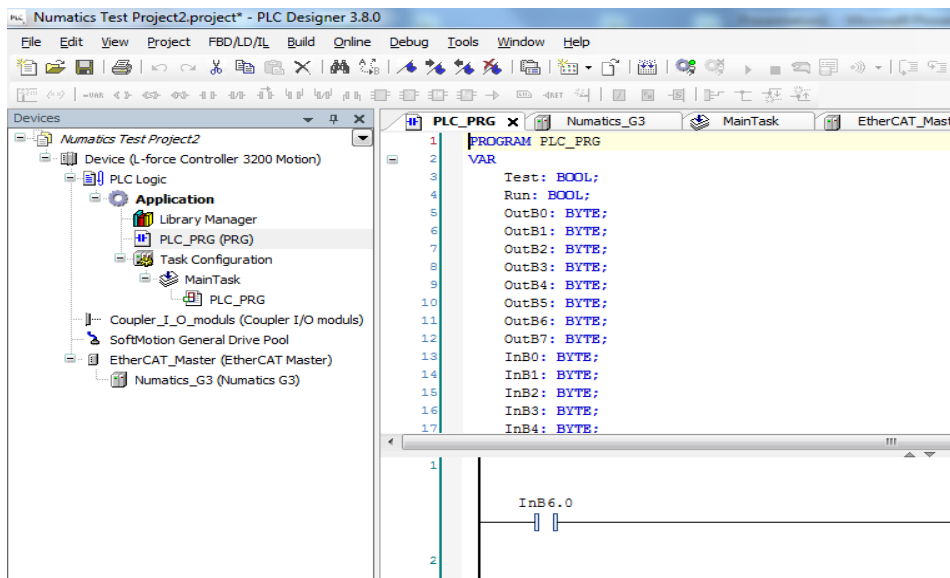 Numatics Test Project2.project* - PLC Designer 3.8.0
File Edit View Project FBD/LD/IL Build Online Debug Tools Window Help
Devices
Numatics Test Project2
Device (L-force Controller 3200 Motion)
PLC Logic
Application
Library Manager
PLC_PRG (PRG)
Task Configuration
MainTask
PLC_PRG
Coupler_I_O_moduls (Coupler I/O moduls)
SoftMotion General Drive Pool
EtherCAT_Master (EtherCAT Master)
Numatics_G3 (Numatics G3)
PLC_PRG Numatics_G3 MainTask EtherCAT_Mast
1 PROGRAM PLC_PRG
2 VAR
3 Test: BOOL;
4 Run: BOOL;
5 OutB0: BYTE;
6 OutB1: BYTE;
7 OutB2: BYTE;
8 OutB3: BYTE;
9 OutB4: BYTE;
10 OutB5: BYTE;
11 OutB6: BYTE;
12 OutB7: BYTE;
13 InB0: BYTE;
14 InB1: BYTE;
15 InB2: BYTE;
16 InB3: BYTE;
17 InB4: BYTE;
1
InB6.0
2